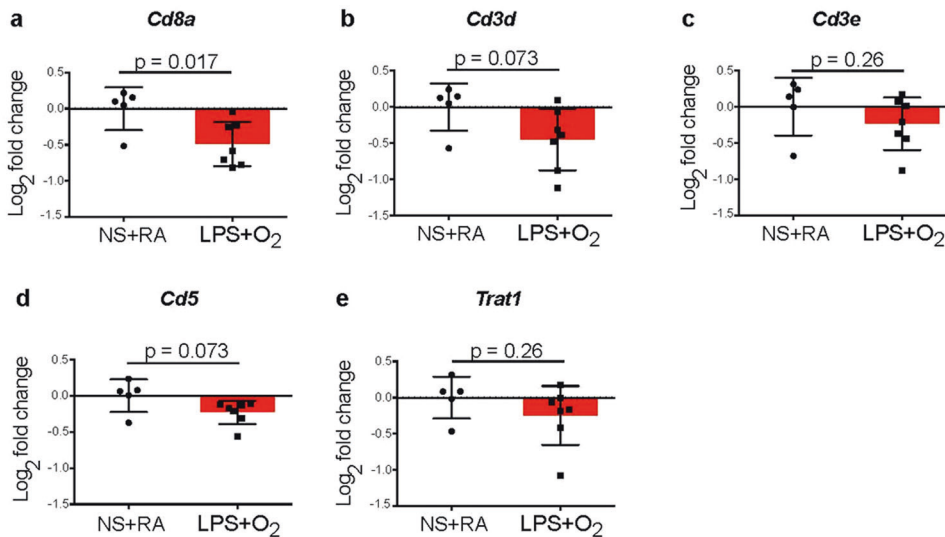 a Cd8a
p = 0.017
Log2 fold change
0.5
0.0
-0.5
-1.0
-1.5
NS+RA LPS+O2
b Cd3d
p = 0.073
Log2 fold change
0.5
0.0
-0.5
-1.0
-1.5
NS+RA LPS+O2
c Cd3e
p = 0.26
Log2 fold change
0.5
0.0
-0.5
-1.0
-1.5
NS+RA LPS+O2
d Cd5
p = 0.073
Log2 fold change
0.5
0.0
-0.5
-1.0
-1.5
NS+RA LPS+O2
e Trat1
p = 0.26
Log2 fold change
0.5
0.0
-0.5
-1.0
-1.5
NS+RA LPS+O2